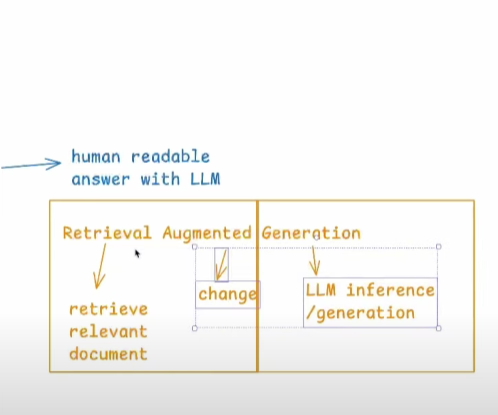 human readable
answer with LLM
Retrieval Augmented Generation
retrieve
relevant
document
change
LLM inference
/generation